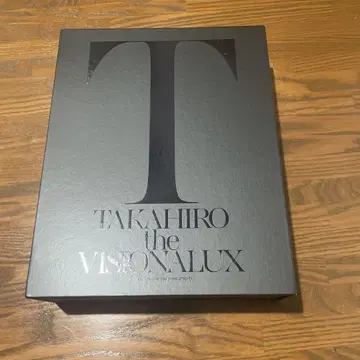 T
TAKAHIRO
the
VISIONALUX